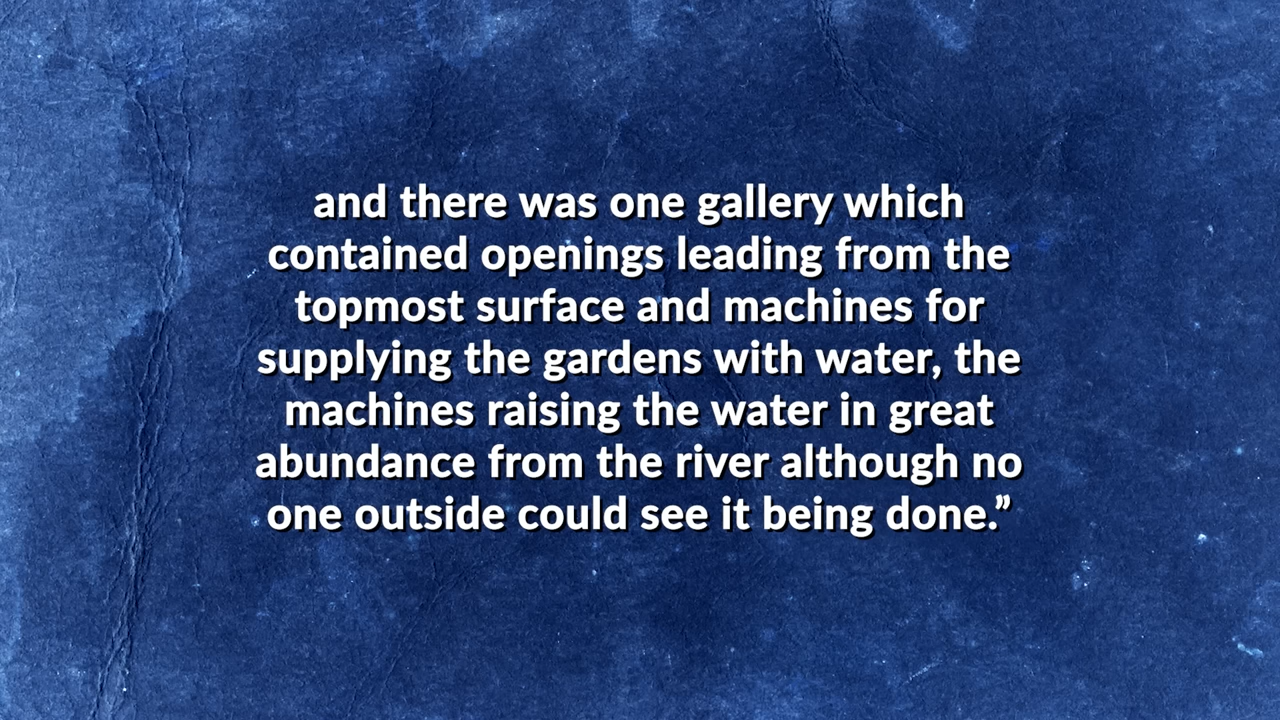 and there was one gallery which
contained openings leading from the
topmost surface and machines for
supplying the gardens with water, the
machines raising the water in great
abundance from the river although no
one outside could see it being done.”